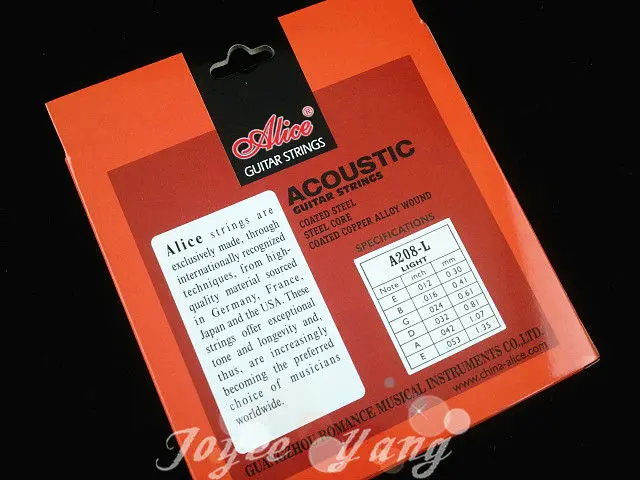 Alice®
GUITAR STRINGS
ACOUSTIC
GUITAR STRINGS
COATED STEEL
STEEL CORE
COATED COPPER ALLOY WOUND
Alice strings are
exclusively made, through
internationally recognized
techniques, from high-
quality material sourced
in Germany, France,
Japan and the USA. These
strings offer exceptional
tone and longevity and,
thus, are increasingly
becoming the preferred
choice of musicians
worldwide.
SPECIFICATIONS
A208-L
LIGHT
Note inch mm
E .012 0.30
B .016 0.41
G .024 0.61
D .032 0.81
A .042 1.07
E .053 1.35
GUANGZHOU ROMANCE MUSICAL INSTRUMENTS CO.,LTD.
www.china-alice.com
Joyee Yang